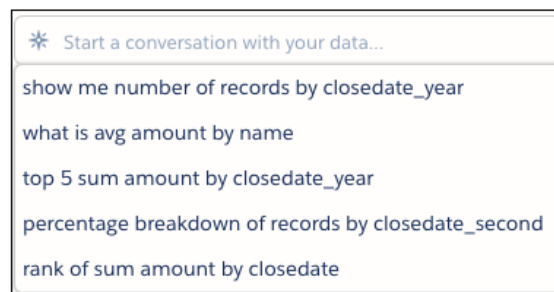 Start a conversation with your data...
show me number of records by closedate_year
what is avg amount by name
top 5 sum amount by closedate_year
percentage breakdown of records by closedate_second
rank of sum amount by closedate